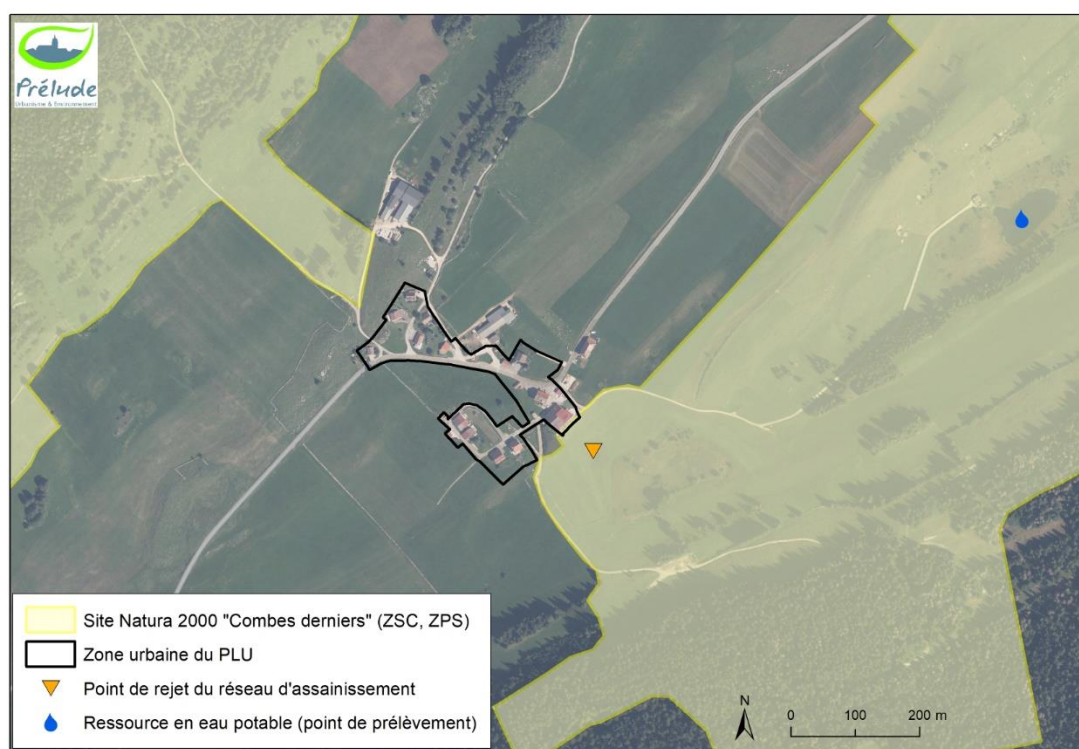 Prélude
Urbanisme & Environnement
Site Natura 2000 "Combes derniers" (ZSC, ZPS)
Zone urbaine du PLU
Point de rejet du réseau d'assainissement
Ressource en eau potable (point de prélèvement)
N
0 100 200 m